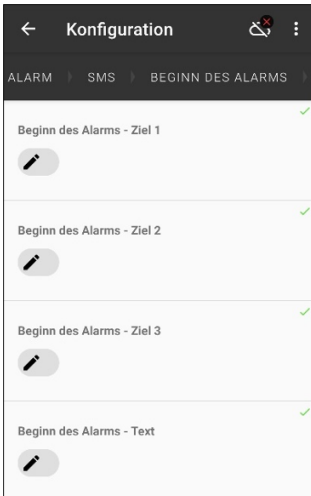 Konfiguration
ALARM SMS BEGINN DES ALARMS
Beginn des Alarms - Ziel 1
Beginn des Alarms - Ziel 2
Beginn des Alarms - Ziel 3
Beginn des Alarms - Text